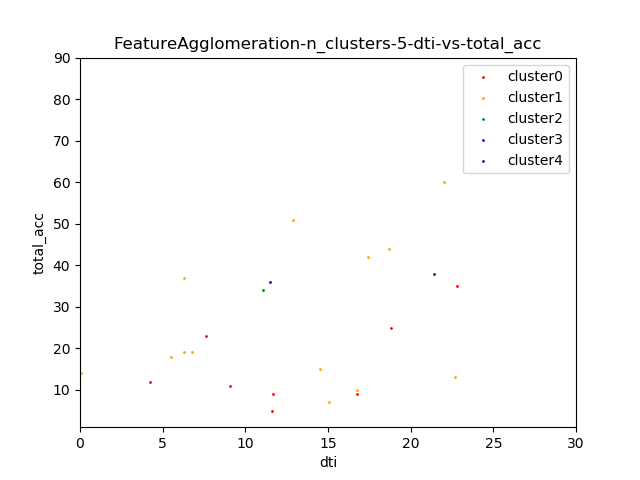 FeatureAgglomeration-n_clusters-5-dti-vs-total_acc
90
80
70
60
50
40
30
20
10
total_acc
cluster0
cluster1
cluster2
cluster3
cluster4
0 5 10 15 20 25 30
dti